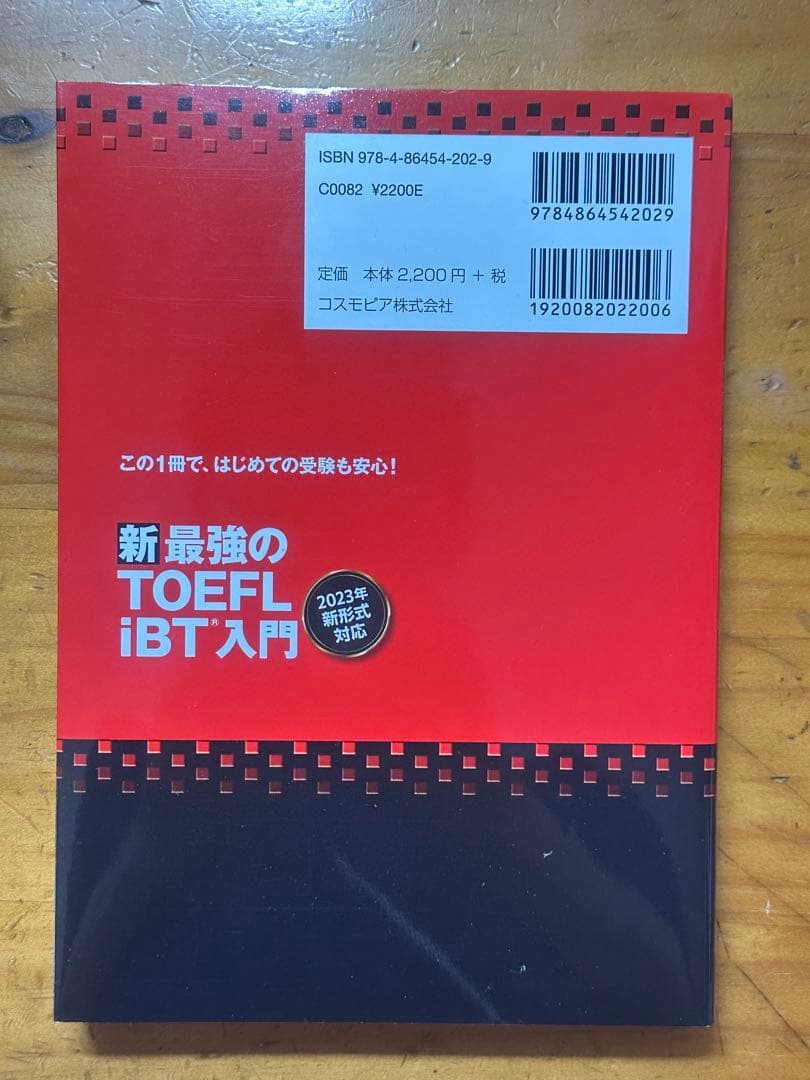 ISBN 978-4-86454-202-9
C0082 ¥2200E
9784864542029
定価 本体2,200円 + 税
コスモピア株式会社
1920082022006
この1冊で、はじめての受験も安心!
新 最強の
TOEFL
iBT® 入門
2023年
新形式
対応